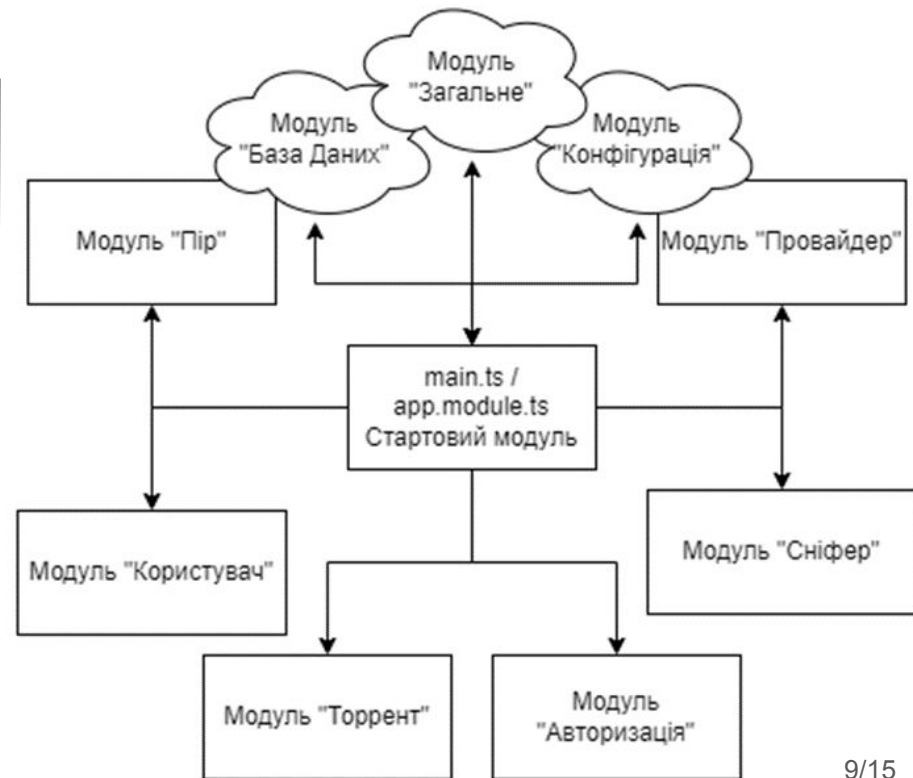 Модуль
"Загальне"
Модуль
"База Даних"
Модуль
"Конфігурація"
Модуль "Пір"
Модуль "Провайдер"
main.ts /
app.module.ts
Стартовий модуль
Модуль "Користувач"
Модуль "Сніфер"
Модуль "Торрент"
Модуль
"Авторизація"
9/15